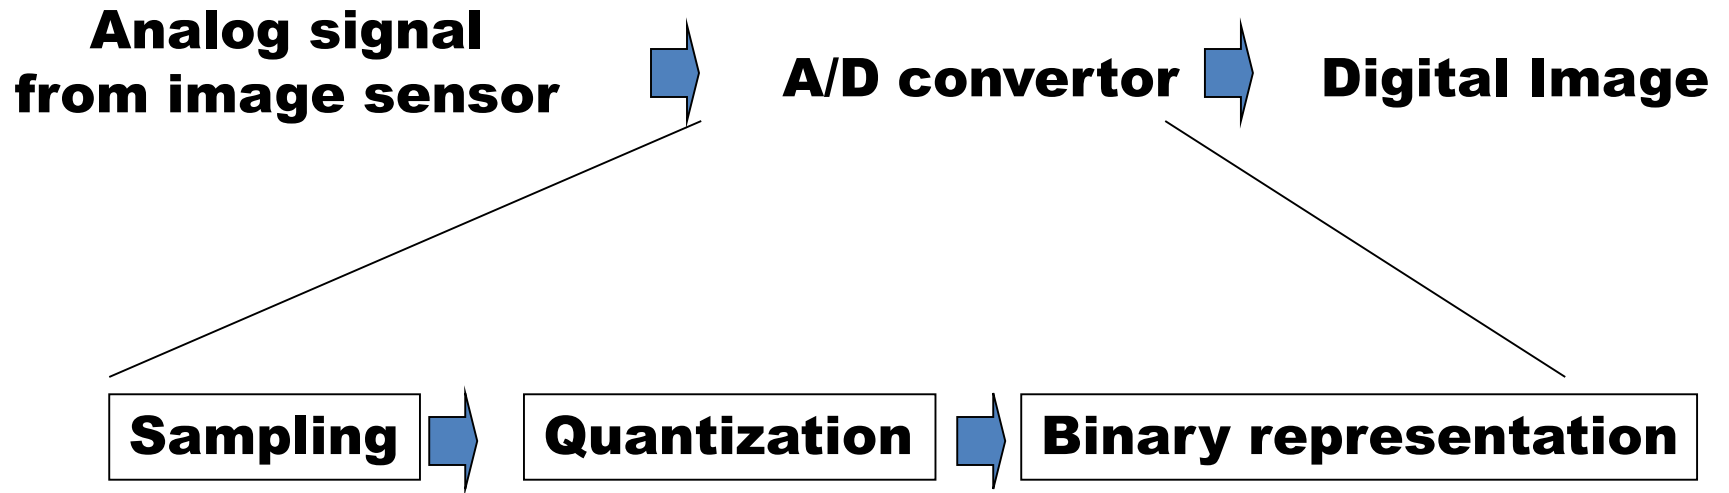 Analog signal
from image sensor
A/D convertor
Digital Image
Sampling
Quantization
Binary representation